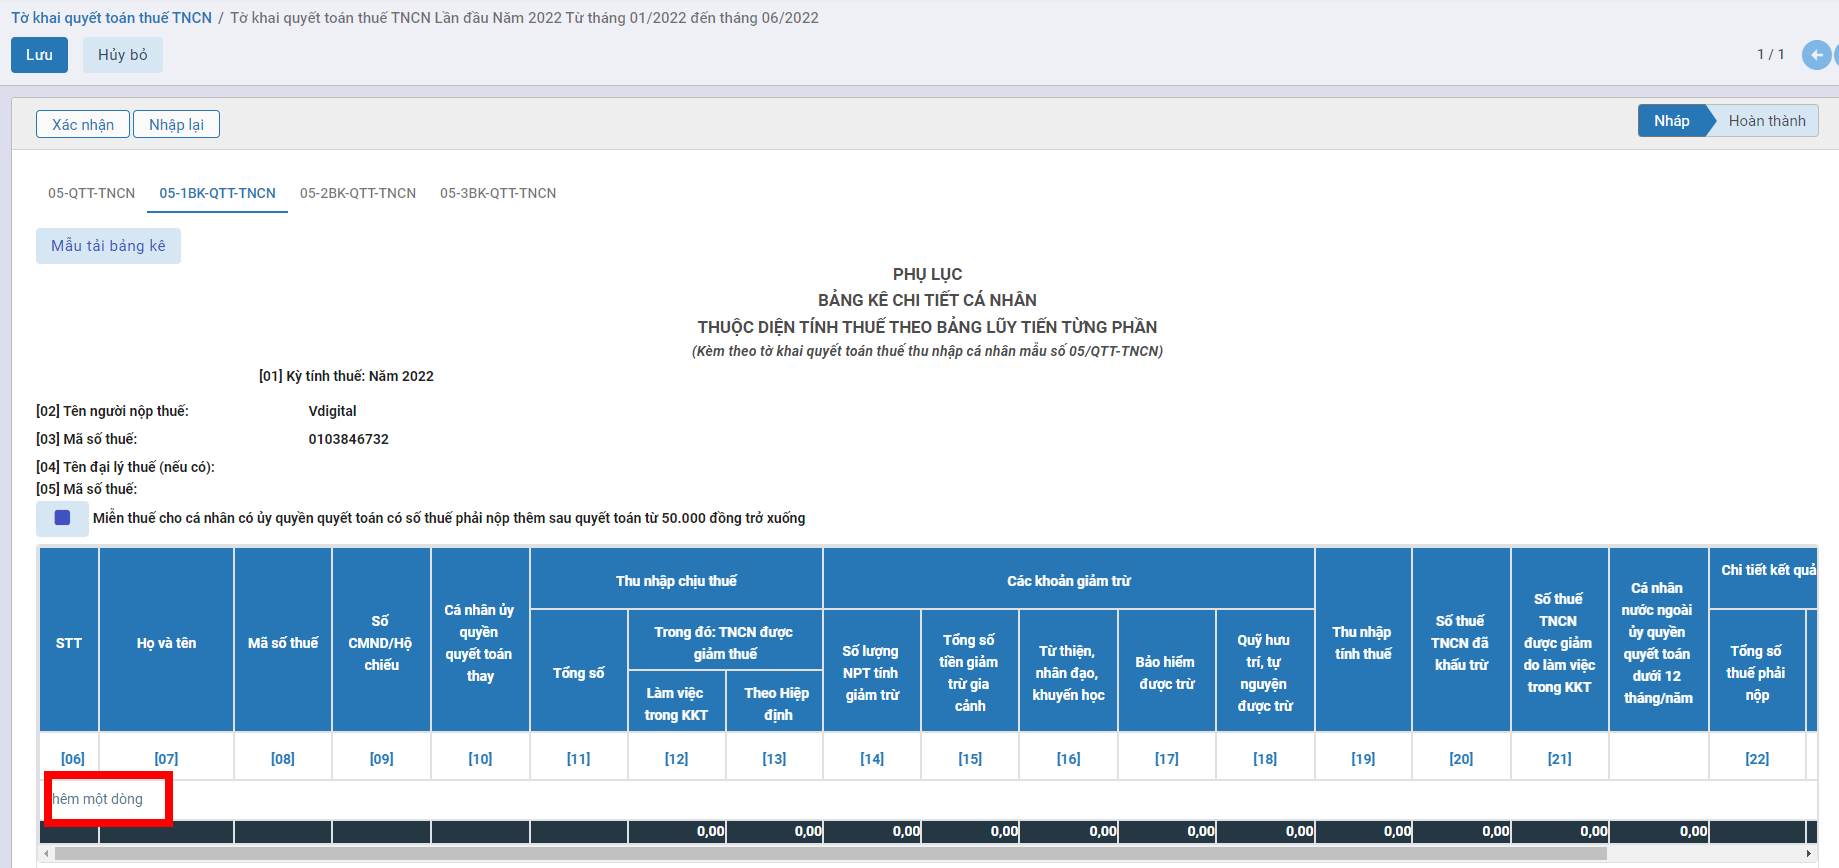 Tờ khai quyết toán thuế TNCN / Tờ khai quyết toán thuế TNCN Lần đầu Năm 2022 Từ tháng 01/2022 đến tháng 06/2022
Lưu Hủy bỏ 1 / 1
Xác nhận Nhập lại Nháp Hoàn thành
05-QTT-TNCN 05-1BK-QTT-TNCN 05-2BK-QTT-TNCN 05-3BK-QTT-TNCN
Mẫu tải bảng kê
PHỤ LỤC
BẢNG KÊ CHI TIẾT CÁ NHÂN
THUỘC DIỆN TÍNH THUẾ THEO BẢNG LŨY TIẾN TỪNG PHẦN
(Kèm theo tờ khai quyết toán thuế thu nhập cá nhân mẫu số 05/QTT-TNCN)
[01] Kỳ tính thuế: Năm 2022
[02] Tên người nộp thuế: Vdigital
[03] Mã số thuế: 0103846732
[04] Tên đại lý thuế (nếu có):
[05] Mã số thuế:
Miễn thuế cho cá nhân có ủy quyền quyết toán có số thuế phải nộp thêm sau quyết toán từ 50.000 đồng trở xuống
STT
Họ và tên
Mã số thuế
Số
CMND/Hộ
chiếu
Cá nhân ủy
quyền
quyết toán
thay
Thu nhập chịu thuế
Tổng số
Trong đó: TNCN được
giảm thuế
Làm việc
trong KKT
Theo Hiệp
định
Các khoản giảm trừ
Số lượng
NPT tính
giảm trừ
Tổng số
tiền giảm
trừ gia
cảnh
Từ thiện,
nhân đạo,
khuyến học
Bảo hiểm
được trừ
Quỹ hưu
trí, tự
nguyện
được trừ
Thu nhập
tính thuế
Số thuế
TNCN đã
khấu trừ
Số thuế
TNCN
được giảm
do làm việc
trong KKT
Cá nhân
nước ngoài
ủy quyền
quyết toán
dưới 12
tháng/năm
Chi tiết kết quả
Tổng số
thuế phải
nộp
[06] [07] [08] [09] [10] [11] [12] [13] [14] [15] [16] [17] [18] [19] [20] [21] [22]
hêm một dòng
0,00 0,00 0,00 0,00 0,00 0,00 0,00 0,00 0,00 0,00 0,00